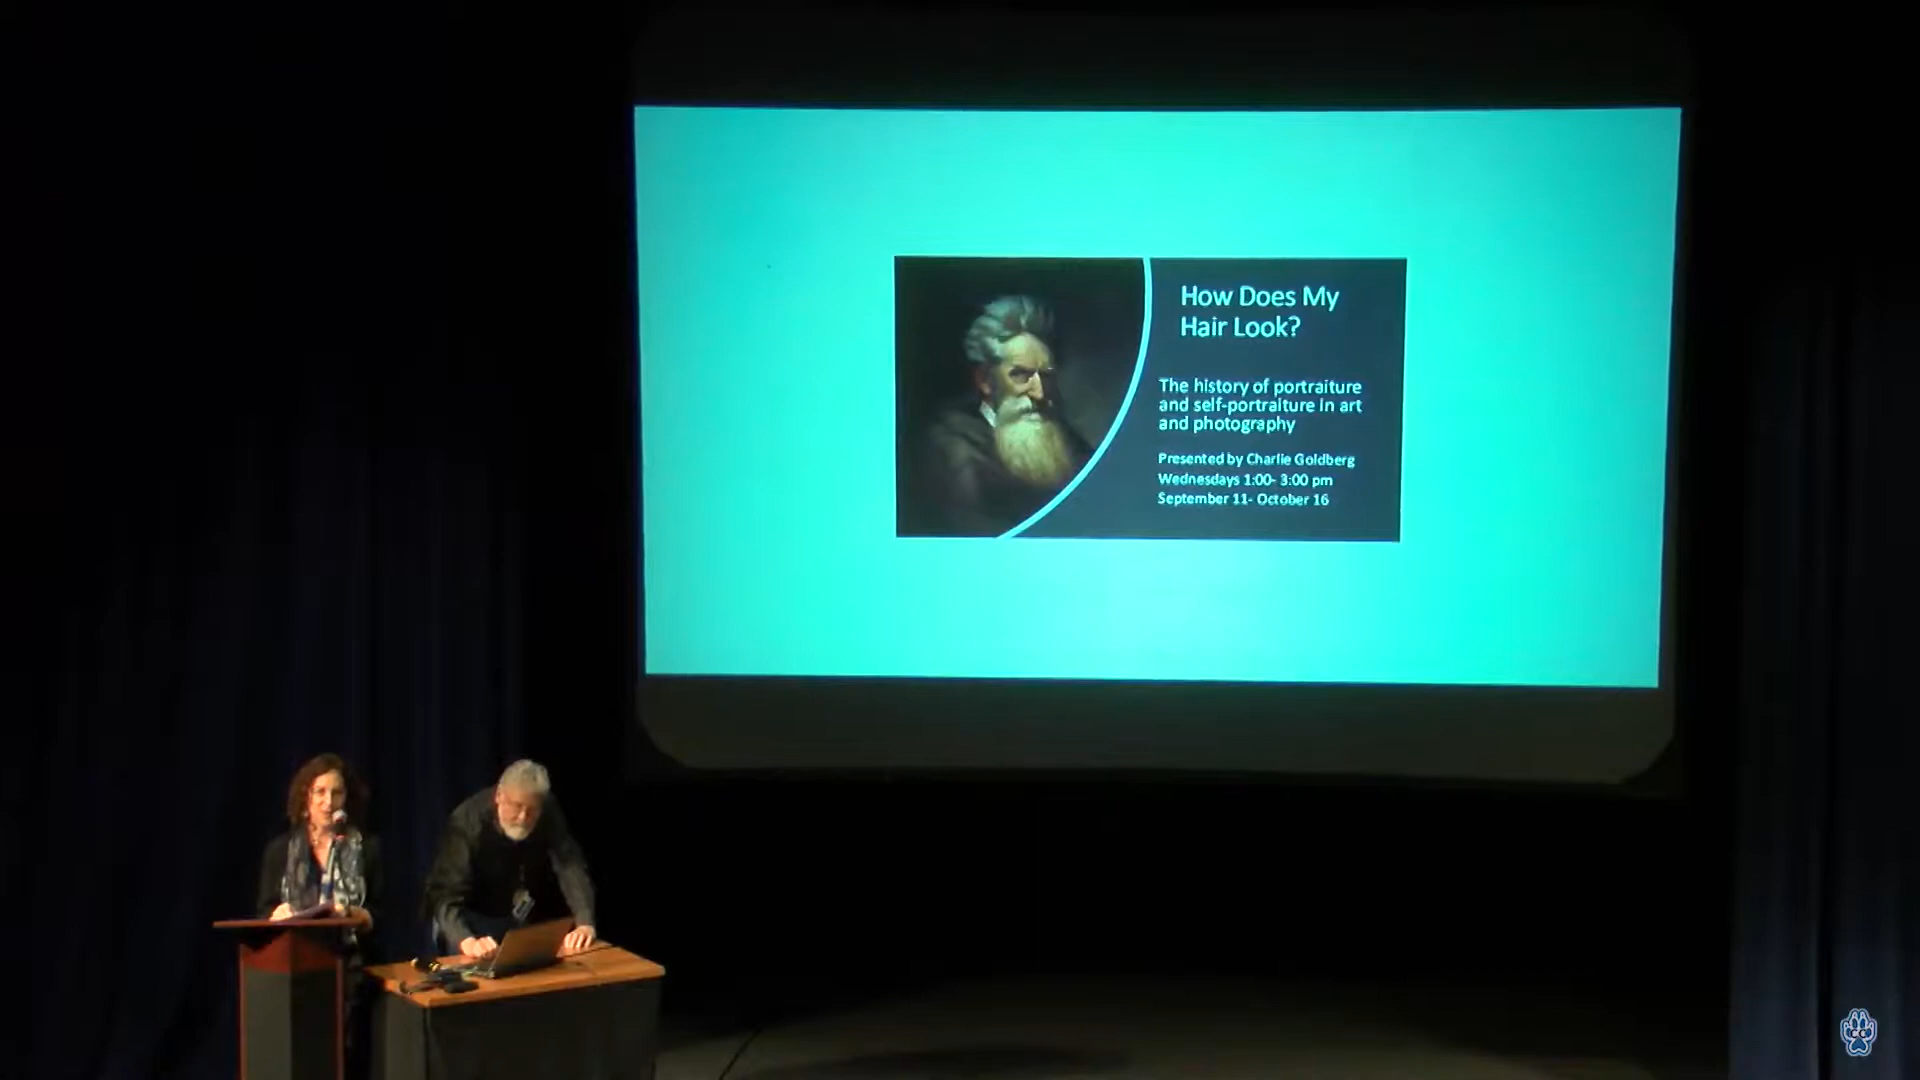 How Does My
Hair Look?
The history of portraiture
and self-portraiture in art
and photography
Presented by Charlie Goldberg
Wednesdays 1:00- 3:00 pm
September 11- October 16